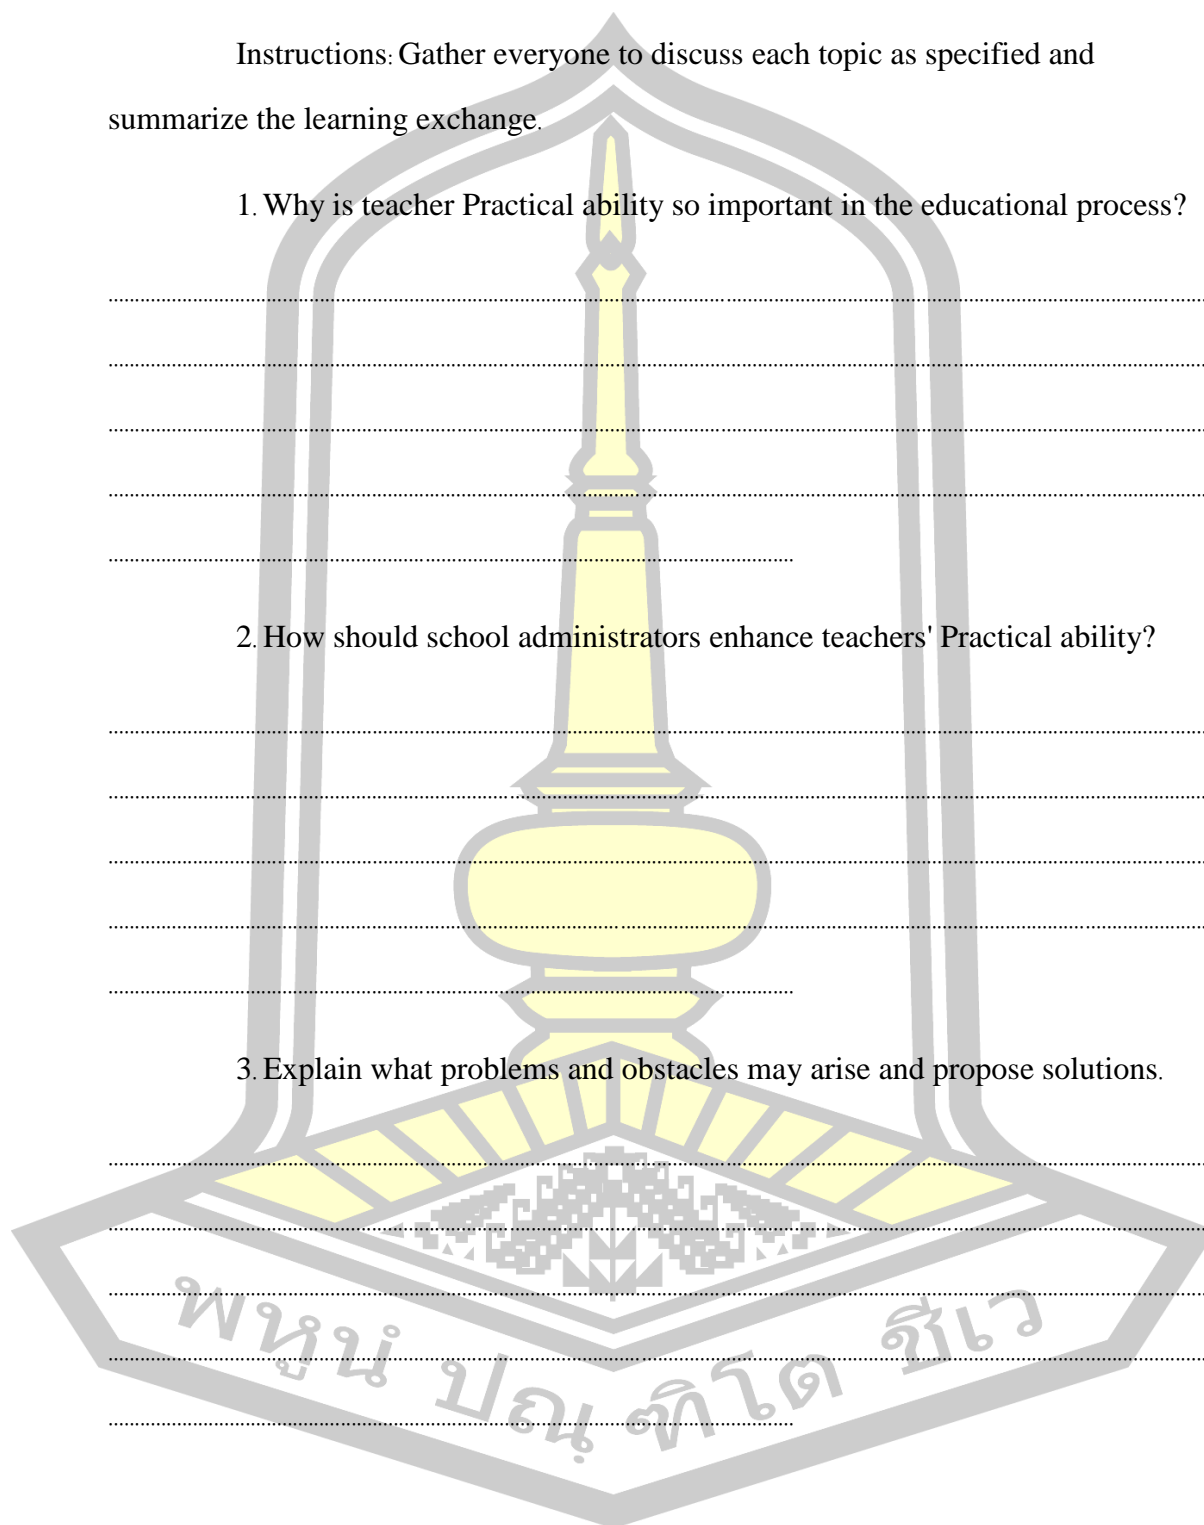 Instructions: Gather everyone to discuss each topic as specified and
summarize the learning exchange.
1. Why is teacher Practical ability so important in the educational process?
2. How should school administrators enhance teachers' Practical ability?
3. Explain what problems and obstacles may arise and propose solutions.
พหูนํ ปณฺฑิโต ชีเว